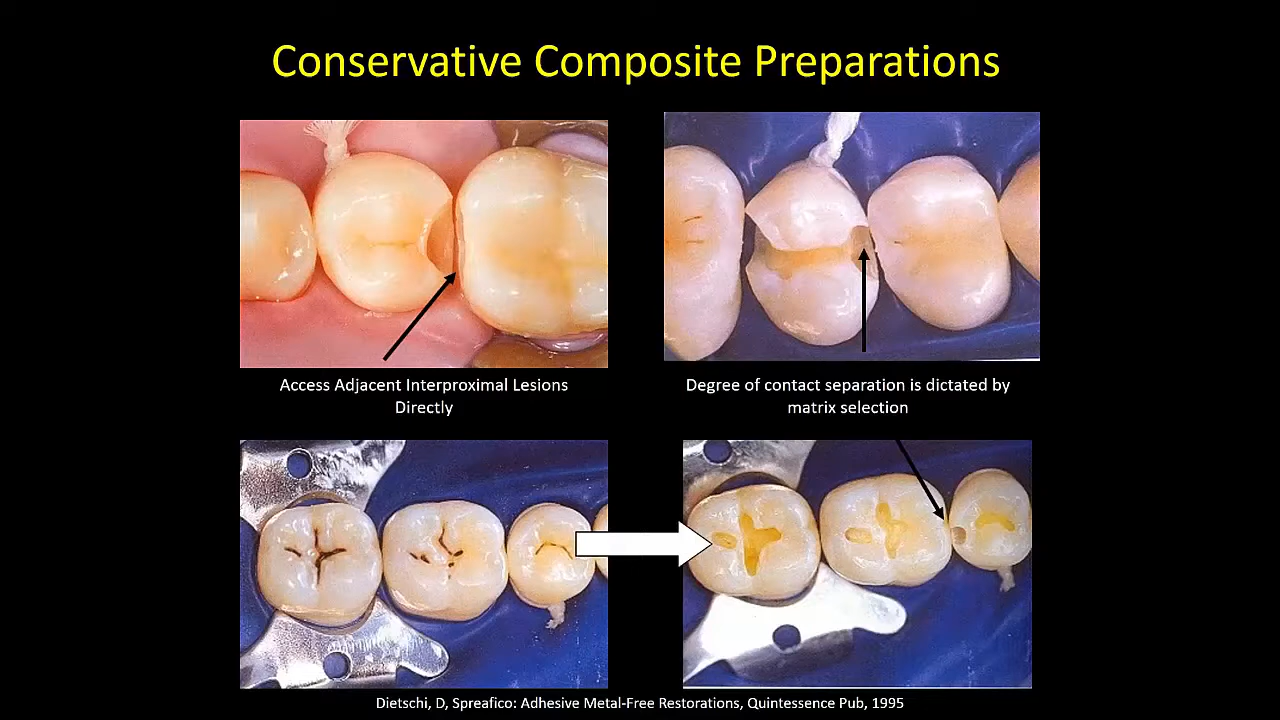 Conservative Composite Preparations
Access Adjacent Interproximal Lesions
Directly
Degree of contact separation is dictated by
matrix selection
Dietschi, D, Spreafico: Adhesive Metal-Free Restorations, Quintessence Pub, 1995